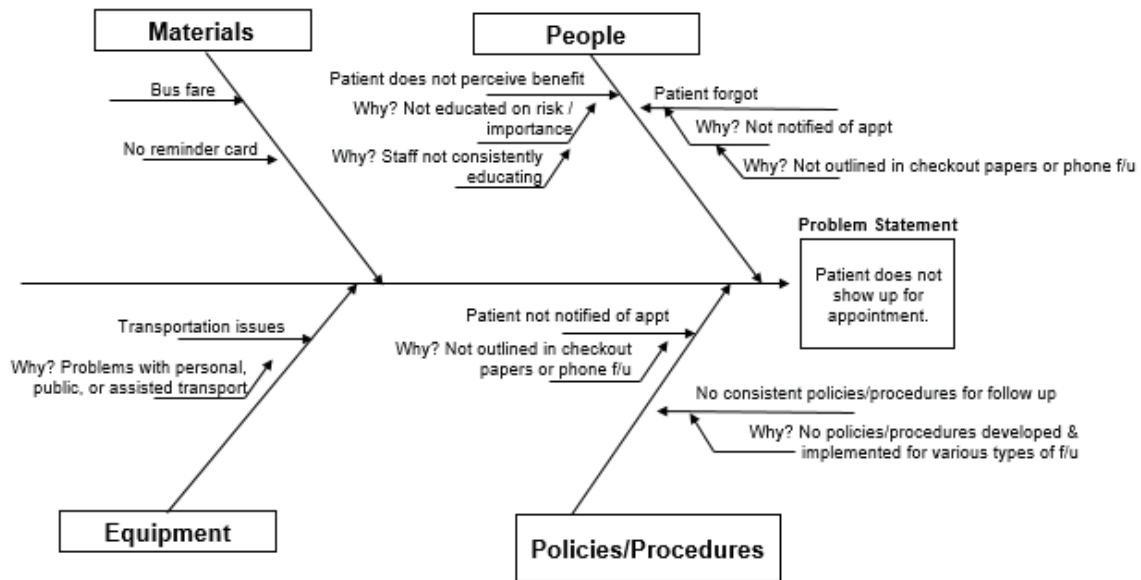 Materials
People
Bus fare
No reminder card
Patient does not perceive benefit
Why? Not educated on risk /
importance
Why? Staff not consistently
educating
Patient forgot
Why? Not notified of appt
Why? Not outlined in checkout papers or phone f/u
Problem Statement
Patient does not
show up for
appointment.
Transportation issues
Why? Problems with personal,
public, or assisted transport
Patient not notified of appt
Why? Not outlined in checkout
papers or phone f/u
No consistent policies/procedures for follow up
Why? No policies/procedures developed &
implemented for various types of f/u
Equipment
Policies/Procedures